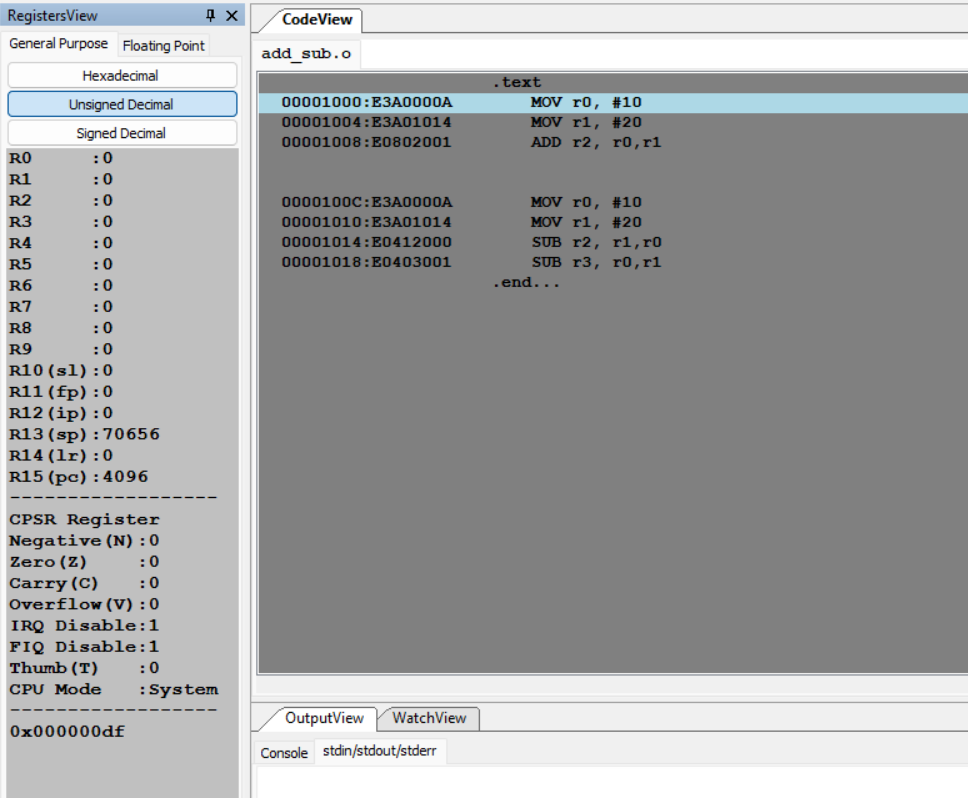 RegistersView
General Purpose Floating Point
Hexadecimal
Unsigned Decimal
Signed Decimal
R0 :0
R1 :0
R2 :0
R3 :0
R4 :0
R5 :0
R6 :0
R7 :0
R8 :0
R9 :0
R10(sl):0
R11(fp):0
R12(ip):0
R13(sp):70656
R14(lr):0
R15(pc):4096
------------------
CPSR Register
Negative(N):0
Zero(Z) :0
Carry(C) :0
Overflow(V):0
IRQ Disable:1
FIQ Disable:1
Thumb(T) :0
CPU Mode :System
------------------
0x000000df
CodeView
add_sub.o
.text
00001000:E3A0000A MOV r0, #10
00001004:E3A01014 MOV r1, #20
00001008:E0802001 ADD r2, r0,r1
0000100C:E3A0000A MOV r0, #10
00001010:E3A01014 MOV r1, #20
00001014:E0412000 SUB r2, r1,r0
00001018:E0403001 SUB r3, r0,r1
.end...
OutputView WatchView
Console stdin/stdout/stderr